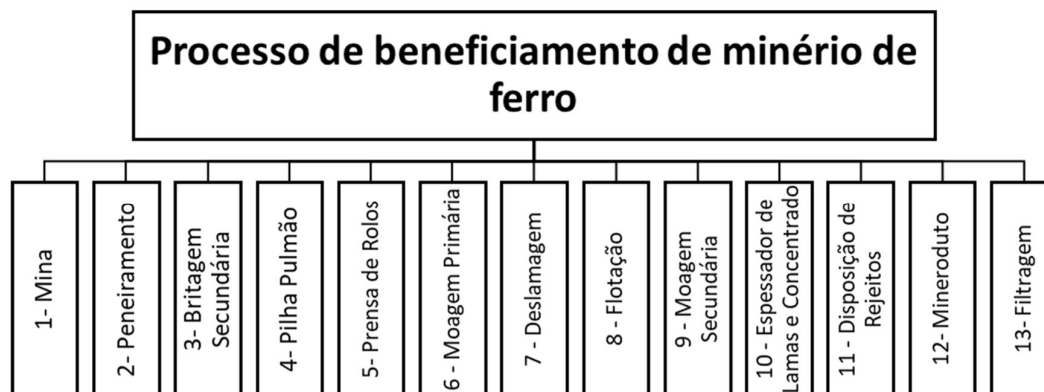 Processo de beneficiamento de minério de
ferro
1- Mina
2- Peneiramento
3- Britagem
Secundária
4- Pilha Pulmão
5- Prensa de Rolos
6 - Moagem Primária
7 - Deslamagem
8 - Flotação
9 - Moagem
Secundária
10 - Espessador de
Lamas e Concentrado
11 - Disposição de
Rejeitos
12- Mineroduto
13- Filtragem